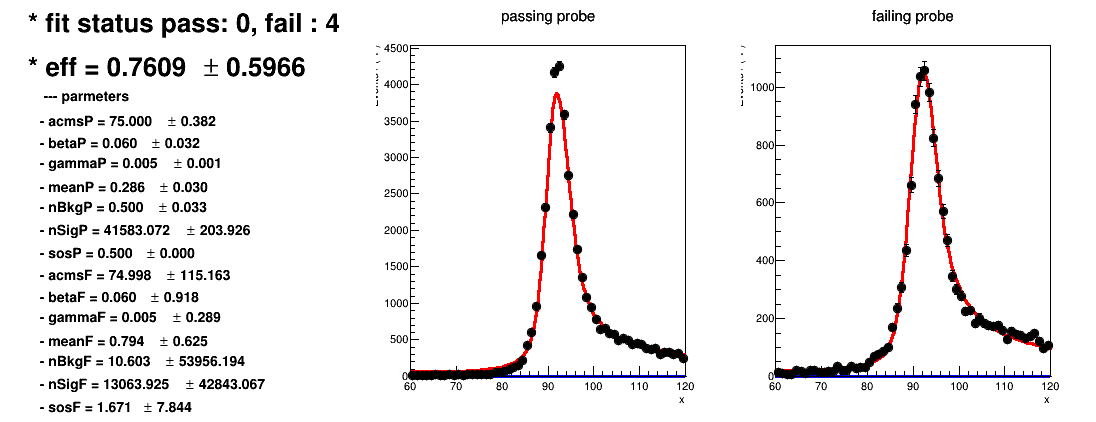 * fit status pass: 0, fail : 4
* eff = 0.7609 ± 0.5966
--- parmeters
- acmsP = 75.000 ± 0.382
- betaP = 0.060 ± 0.032
- gammaP = 0.005 ± 0.001
- meanP = 0.286 ± 0.030
- nBkgP = 0.500 ± 0.033
- nSigP = 41583.072 ± 203.926
- sosP = 0.500 ± 0.000
- acmsF = 74.998 ± 115.163
- betaF = 0.060 ± 0.918
- gammaF = 0.005 ± 0.289
- meanF = 0.794 ± 0.625
- nBkgF = 10.603 ± 53956.194
- nSigF = 13063.925 ± 42843.067
- sosF = 1.671 ± 7.844
passing probe
4500
4000
3500
3000
2500
2000
1500
1000
500
0
60 70 80 90 100 110 120
x
failing probe
1000
800
600
400
200
0
60 70 80 90 100 110 120
x